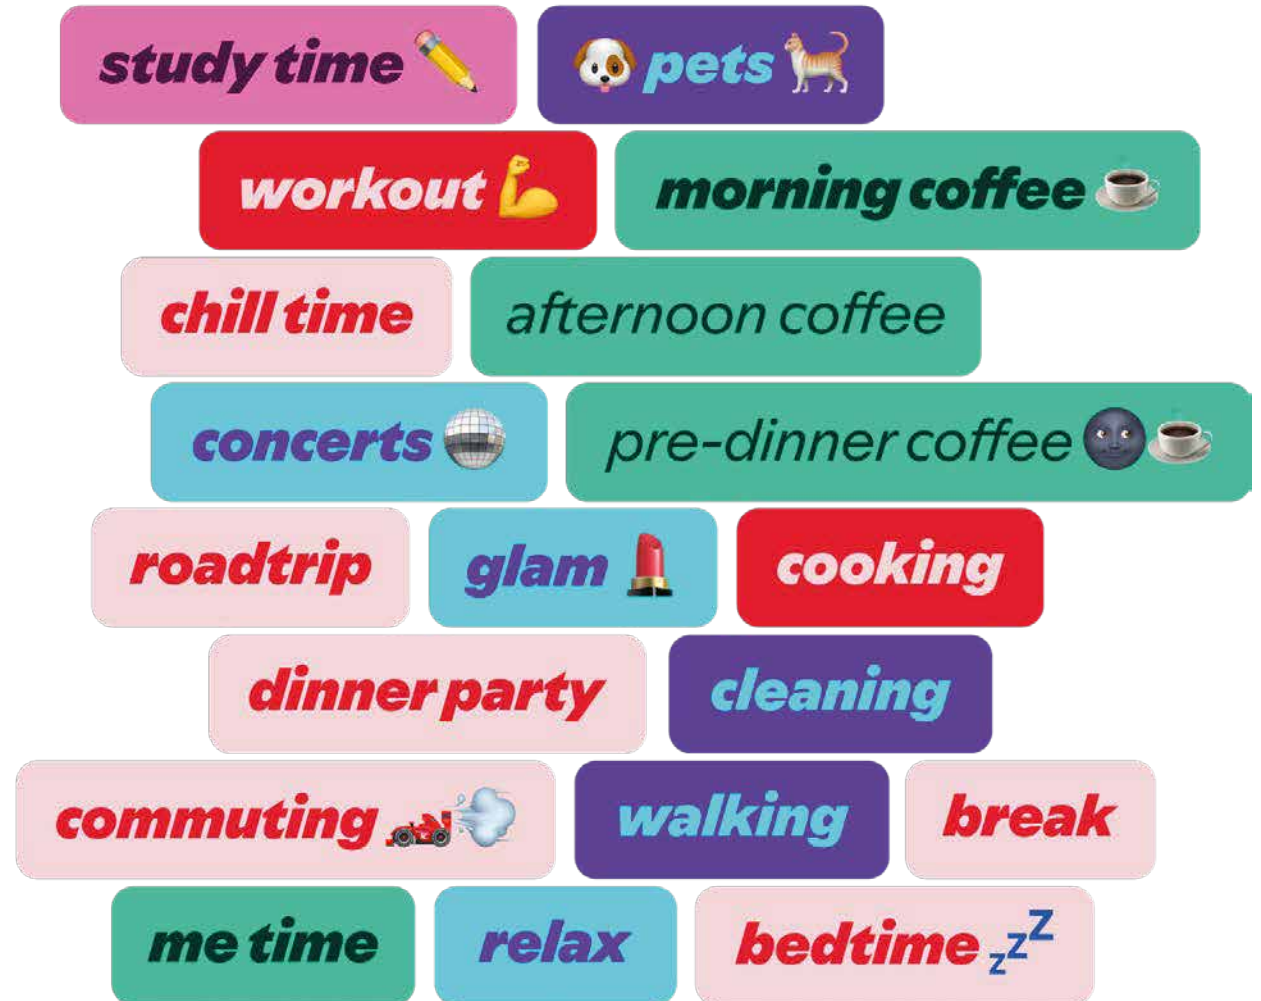 study time ✏️ 🐶 pets 🐈
workout 💪 morning coffee ☕
chill time afternoon coffee
concerts 🪩 pre-dinner coffee 🌚☕
roadtrip glam 💄 cooking
dinner party cleaning
commuting 🏎️💨 walking break
me time relax bedtime 💤